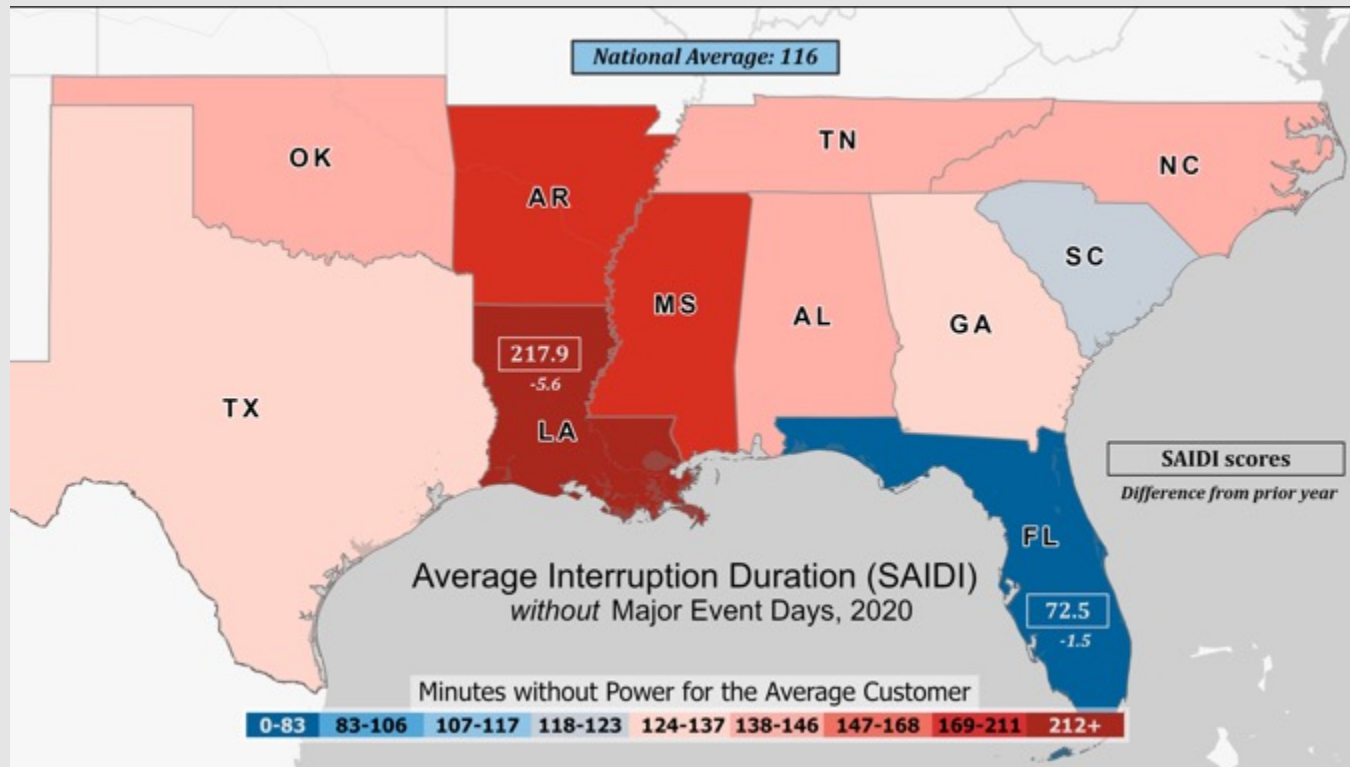 National Average: 116
OK
AR
TN
NC
SC
MS
AL
GA
217.9
-5.6
TX
LA
SAIDI scores
Difference from prior year
FL
Average Interruption Duration (SAIDI)
without Major Event Days, 2020
72.5
-1.5
Minutes without Power for the Average Customer
0-83 83-106 107-117 118-123 124-137 138-146 147-168 169-211 212+